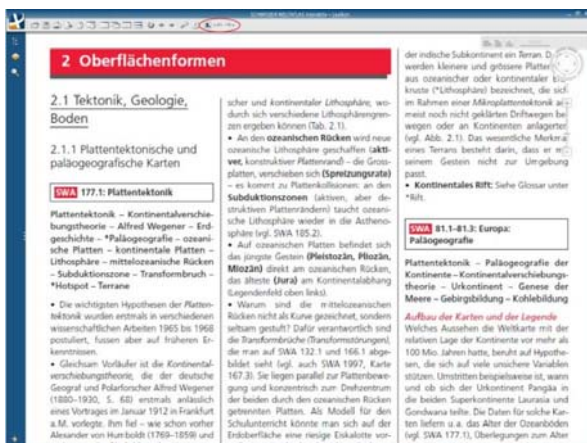 SCHWEIZER WELTATLAS interaktiv - Lexikon
2 Oberflächenformen
2.1 Tektonik, Geologie,
Boden
2.1.1 Plattentektonische und
paläogeografische Karten
SWA 177.1: Plattentektonik
Plattentektonik – Kontinentalverschie-
bungstheorie – Alfred Wegener – Erd-
geschichte – *Paläogeografie – ozeani-
sche Platten – kontinentale Platten –
Lithosphäre – mittelozeanische Rücken
– Subduktionszone – Transformbruch –
*Hotspot – Terrane
• Die wichtigsten Hypothesen der Platten-
tektonik wurden erstmals in verschiedenen
wissenschaftlichen Arbeiten 1965 bis 1968
postuliert, fussen aber auf früheren Er-
kenntnissen.
• Gleichsam Vorläufer ist die Kontinental-
verschiebungstheorie, die der deutsche
Geograf und Polarforscher Alfred Wegener
(1880–1930, S. 68) erstmals anlässlich
eines Vortrages im Januar 1912 in Frankfurt
a.M. vorlegte. Ihm fiel – wie schon vorher
Alexander von Humboldt (1769–1859) und
scher und kontinentaler Lithosphäre, wo-
durch sich verschiedene Lithosphärengren-
zen ergeben können (Tab. 2.1).
• An den ozeanischen Rücken wird neue
ozeanische Lithosphäre geschaffen (akti-
ver, konstruktiver Plattenrand) – die Gross-
platten, verschieben sich (Spreizungsrate)
– es kommt zu Plattenkollisionen: an den
Subduktionszonen (aktiven, aber de-
struktiven Plattenrändern) taucht ozeani-
sche Lithosphäre wieder in die Astheno-
sphäre (vgl. SWA 185.2).
• Auf ozeanischen Platten befindet sich
das jüngste Gestein (Pleistozän, Pliozän,
Miozän) direkt am ozeanischen Rücken,
das älteste (Jura) am Kontinentalabhang
(Legendenfeld oben links).
• Warum sind die mittelozeanischen
Rücken nicht als Kurve gezeichnet, sondern
seltsam gestuft? Dafür verantwortlich sind
die Transformbrüche (Transformstörungen),
die man auf SWA 132.1 und 166.1 abge-
bildet sieht (vgl. auch SWA 1997, Karte
167.3). Sie liegen parallel zur Plattenbewe-
gung und konzentrisch zum Drehzentrum
der beiden durch den ozeanischen Rücken
getrennten Platten. Als Modell für den
Schulunterricht könnte man sich auf der
Erdoberfläche eine riesige Eiskalotte vor-
der indische Subkontinent ein Terran.
werden kleinere und grössere Platten
aus ozeanischer oder kontinentaler
kruste (*Lithosphäre) bezeichnet, die sich
im Rahmen einer Mikroplattentektonik
meist noch nicht geklärten Driftwegen be-
wegen oder an Kontinenten anlagerten
(vgl. Abb. 2.1). Das wesentliche Merkmal
eines Terrans besteht darin, dass er mit
seinem Gestein nicht zur Umgebung
passt.
• Kontinentales Rift: Siehe Glossar unter
*Rift.
SWA 81.1–81.3: Europa:
Paläogeografie
Plattentektonik – Paläogeografie der
Kontinente – Kontinentalverschiebungs-
theorie – Urkontinent – Genese der
Meere – Gebirgsbildung – Kohlebildung
Aufbau der Karten und der Legende
Welches Aussehen die Weltkarte mit der
relativen Lage der Kontinente vor mehr als
100 Mio. Jahren hatte, beruht auf Hypothe-
sen, die sich auf viele unsichere Variablen
stützen. Umstritten beispielsweise ist, wann
und ob sich der Urkontinent Pangäa in
die beiden Superkontinente Laurasia und
Gondwana teilte. Die Daten für solche Kar-
ten liefern u.a. das Alter der Ozeanböden
(vgl. SWA 177.1), Überlegungen zum Alter